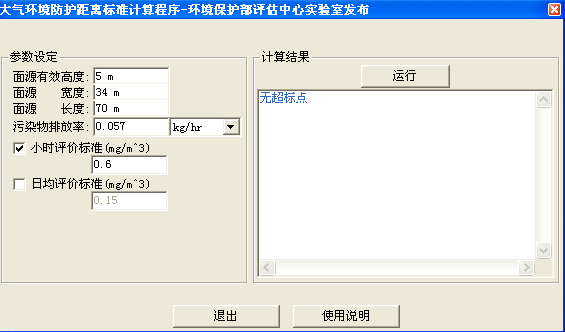 大气环境防护距离标准计算程序-环境保护部评估中心实验室发布
参数设定
面源有效高度: 5 m
面源 宽度: 34 m
面源 长度: 70 m
污染物排放率: 0.057 kg/hr
小时评价标准(mg/m^3)
0.6
日均评价标准(mg/m^3)
0.15
计算结果
运行
无超标点
退出
使用说明